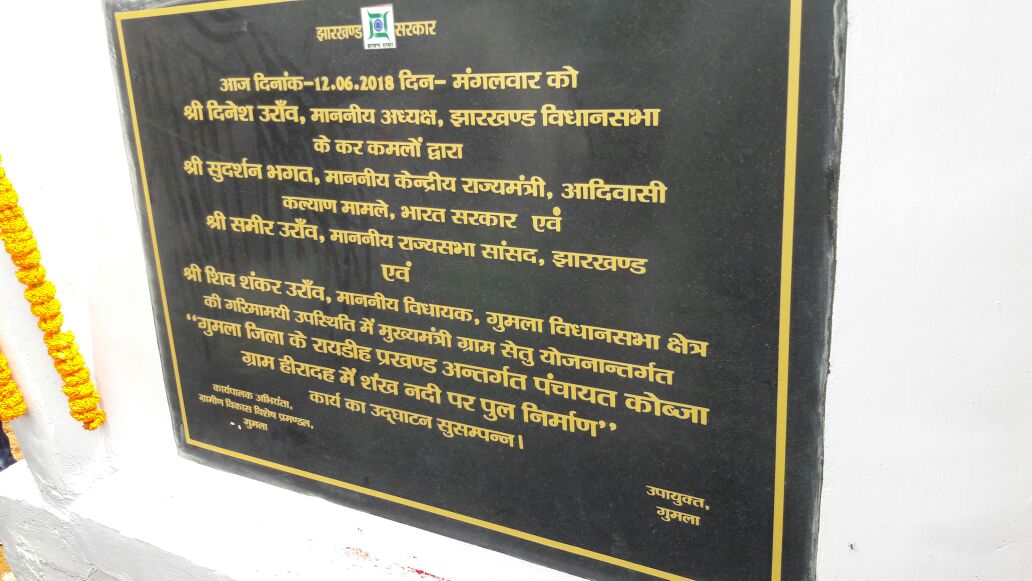 झारखण्ड सरकार
झारखण्ड सरकार
आज दिनांक-12.06.2018 दिन- मंगलवार को
श्री दिनेश उराँव, माननीय अध्यक्ष, झारखण्ड विधानसभा
के कर कमलों द्वारा
श्री सुदर्शन भगत, माननीय केन्द्रीय राज्यमंत्री, आदिवासी
कल्याण मामले, भारत सरकार एवं
श्री समीर उराँव, माननीय राज्यसभा सांसद, झारखण्ड
एवं
श्री शिव शंकर उराँव, माननीय विधायक, गुमला विधानसभा क्षेत्र
की गरिमामयी उपस्थिति में मुख्यमंत्री ग्राम सेतु योजनान्तर्गत
“गुमला जिला के रायडीह प्रखण्ड अन्तर्गत पंचायत कोब्जा
ग्राम हीरादह में शंख नदी पर पुल निर्माण”
कार्य का उद्घाटन सुसम्पन्न।
कार्यपालक अभियंता,
ग्रामीण विकास विशेष प्रमण्डल,
गुमला
उपायुक्त,
गुमला